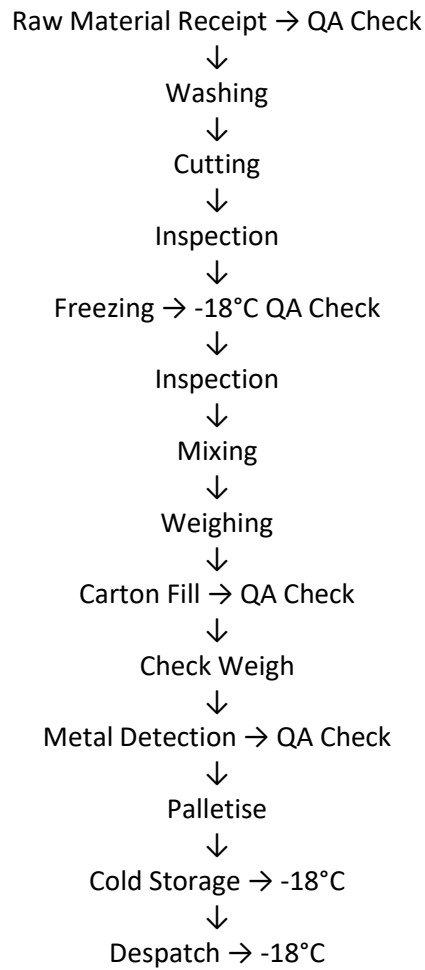 Raw Material Receipt → QA Check
↓
Washing
↓
Cutting
↓
Inspection
↓
Freezing → -18°C QA Check
↓
Inspection
↓
Mixing
↓
Weighing
↓
Carton Fill → QA Check
↓
Check Weigh
↓
Metal Detection → QA Check
↓
Palletise
↓
Cold Storage → -18°C
↓
Despatch → -18°C